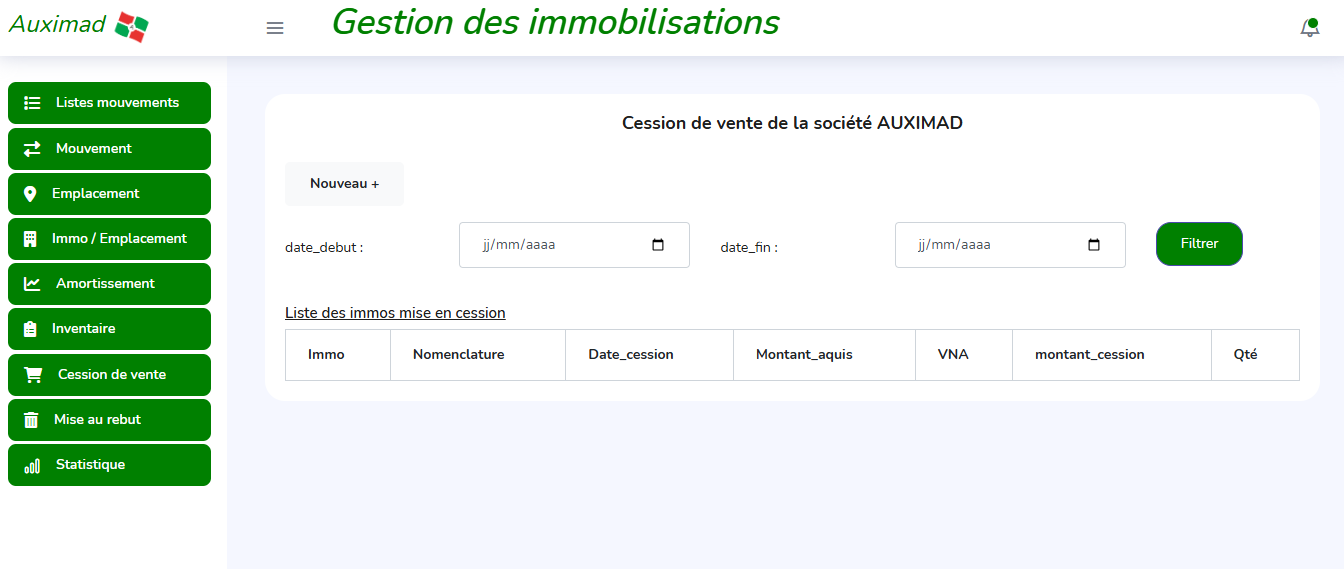 Auximad
Gestion des immobilisations
Listes mouvements
Mouvement
Emplacement
Immo / Emplacement
Amortissement
Inventaire
Cession de vente
Mise au rebut
Statistique
Cession de vente de la société AUXIMAD
Nouveau +
date_debut : jj/mm/aaaa date_fin : jj/mm/aaaa Filtrer
Liste des immos mise en cession
Immo Nomenclature Date_cession Montant_aquis VNA montant_cession Qté